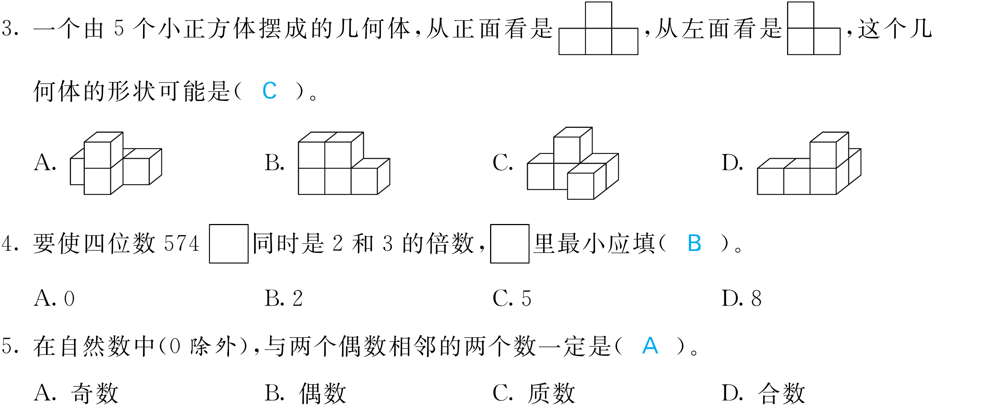 3. 一个由 5 个小正方体摆成的几何体,从正面看是 ,从左面看是 ,这个几
何体的形状可能是( C )。
A. B. C. D.
4. 要使四位数 574□同时是 2 和 3 的倍数,□里最小应填( B )。
A. 0 B. 2 C. 5 D. 8
5. 在自然数中(0 除外),与两个偶数相邻的两个数一定是( A )。
A. 奇数 B. 偶数 C. 质数 D. 合数